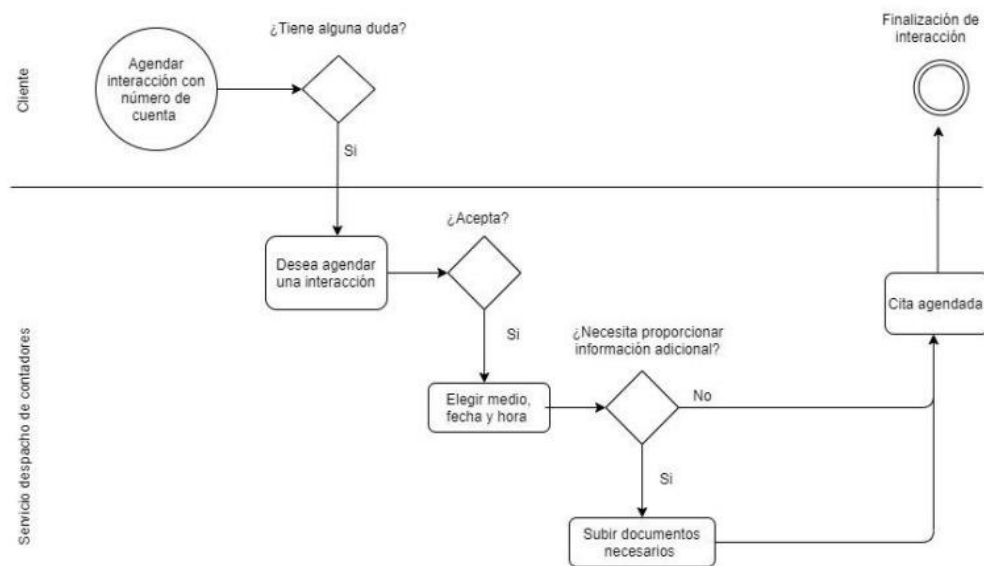 Cliente
Agendar
interacción con
número de
cuenta
¿Tiene alguna duda?
Si
Finalización de
interacción
Servicio despacho de contadores
Desea agendar
una interacción
¿Acepta?
Si
Elegir medio,
fecha y hora
¿Necesita proporcionar
información adicional?
No
Si
Subir documentos
necesarios
Cita agendada